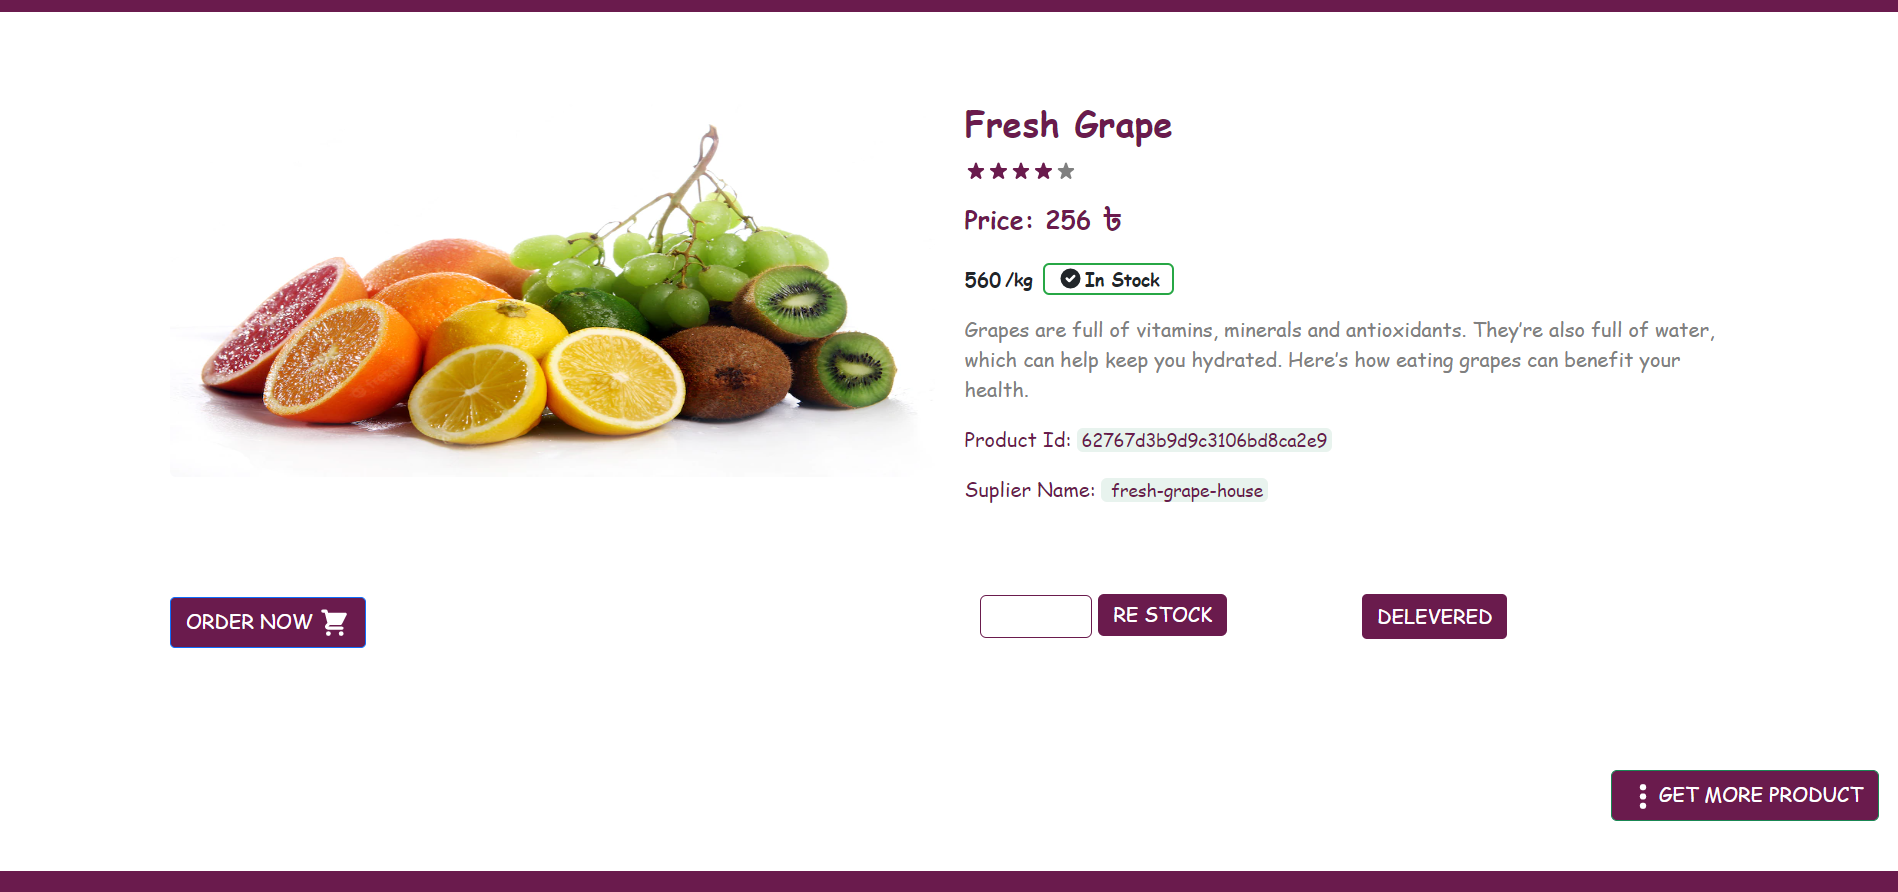 Fresh Grape
Price: 256 ৳
560 /kg In Stock
Grapes are full of vitamins, minerals and antioxidants. They’re also full of water,
which can help keep you hydrated. Here’s how eating grapes can benefit your
health.
Product Id: 62767d3b9d9c3106bd8ca2e9
Suplier Name: fresh-grape-house
ORDER NOW
RE STOCK
DELEVERED
GET MORE PRODUCT